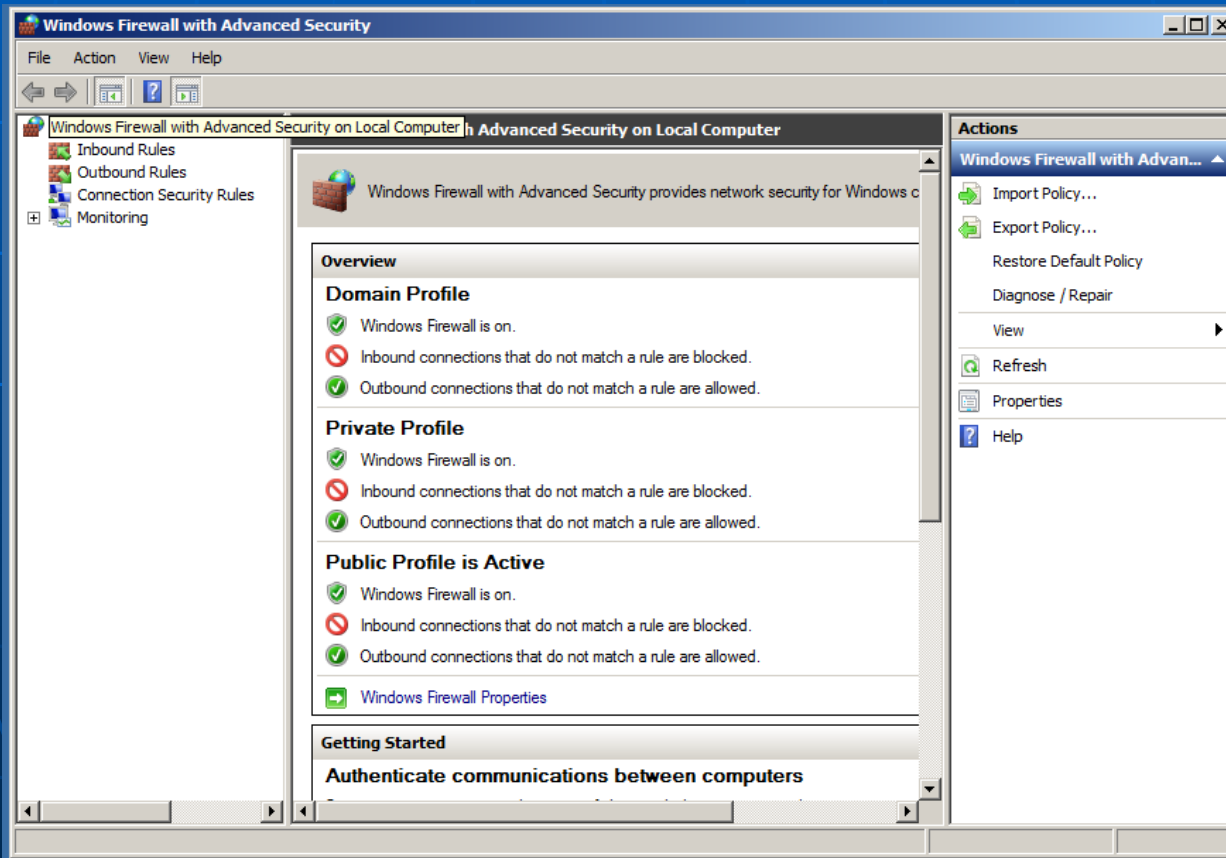 Windows Firewall with Advanced Security
File Action View Help
Windows Firewall with Advanced Security on Local Computer
Inbound Rules
Outbound Rules
Connection Security Rules
Monitoring
h Advanced Security on Local Computer
Windows Firewall with Advanced Security provides network security for Windows c
Overview
Domain Profile
Windows Firewall is on.
Inbound connections that do not match a rule are blocked.
Outbound connections that do not match a rule are allowed.
Private Profile
Windows Firewall is on.
Inbound connections that do not match a rule are blocked.
Outbound connections that do not match a rule are allowed.
Public Profile is Active
Windows Firewall is on.
Inbound connections that do not match a rule are blocked.
Outbound connections that do not match a rule are allowed.
Windows Firewall Properties
Getting Started
Authenticate communications between computers
Actions
Windows Firewall with Advan...
Import Policy...
Export Policy...
Restore Default Policy
Diagnose / Repair
View
Refresh
Properties
Help